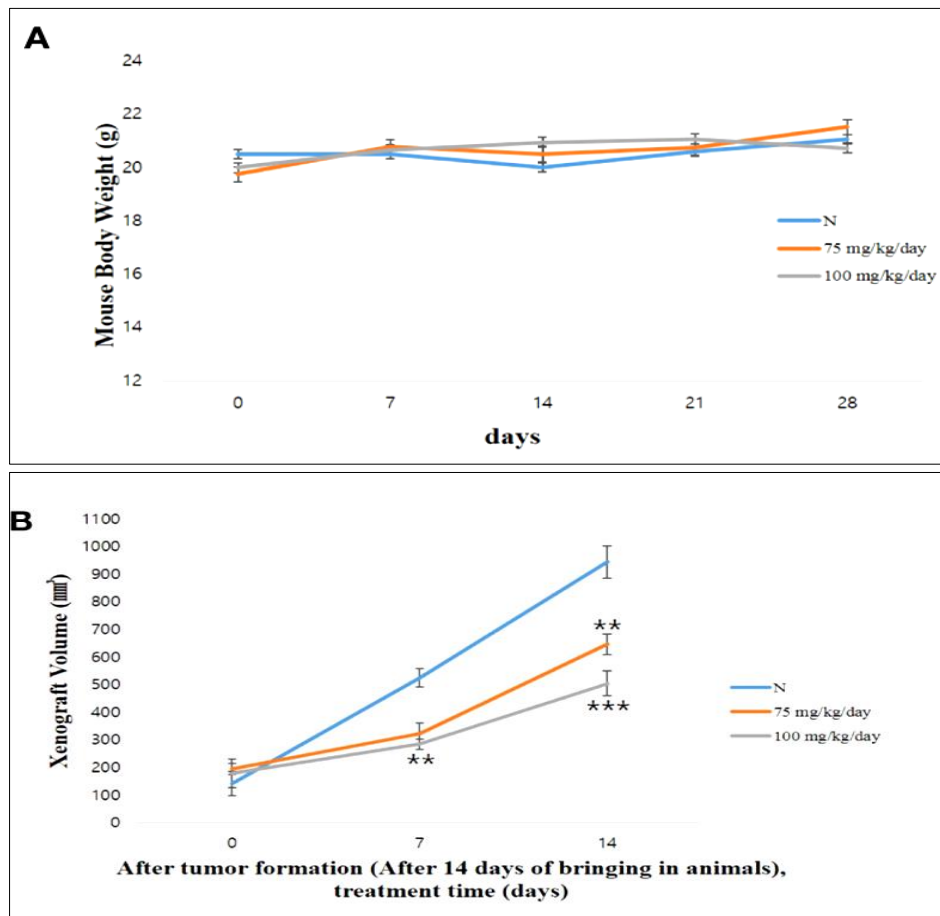 A
24
22
20
18
16
14
12
Mouse Body Weight (g)
N
75 mg/kg/day
100 mg/kg/day
0 7 14 21 28
days
B
1100
1000
900
800
700
600
500
400
300
200
100
0
Xenograft Volume (㎣)
**
**
***
N
75 mg/kg/day
100 mg/kg/day
0 7 14
After tumor formation (After 14 days of bringing in animals),
treatment time (days)